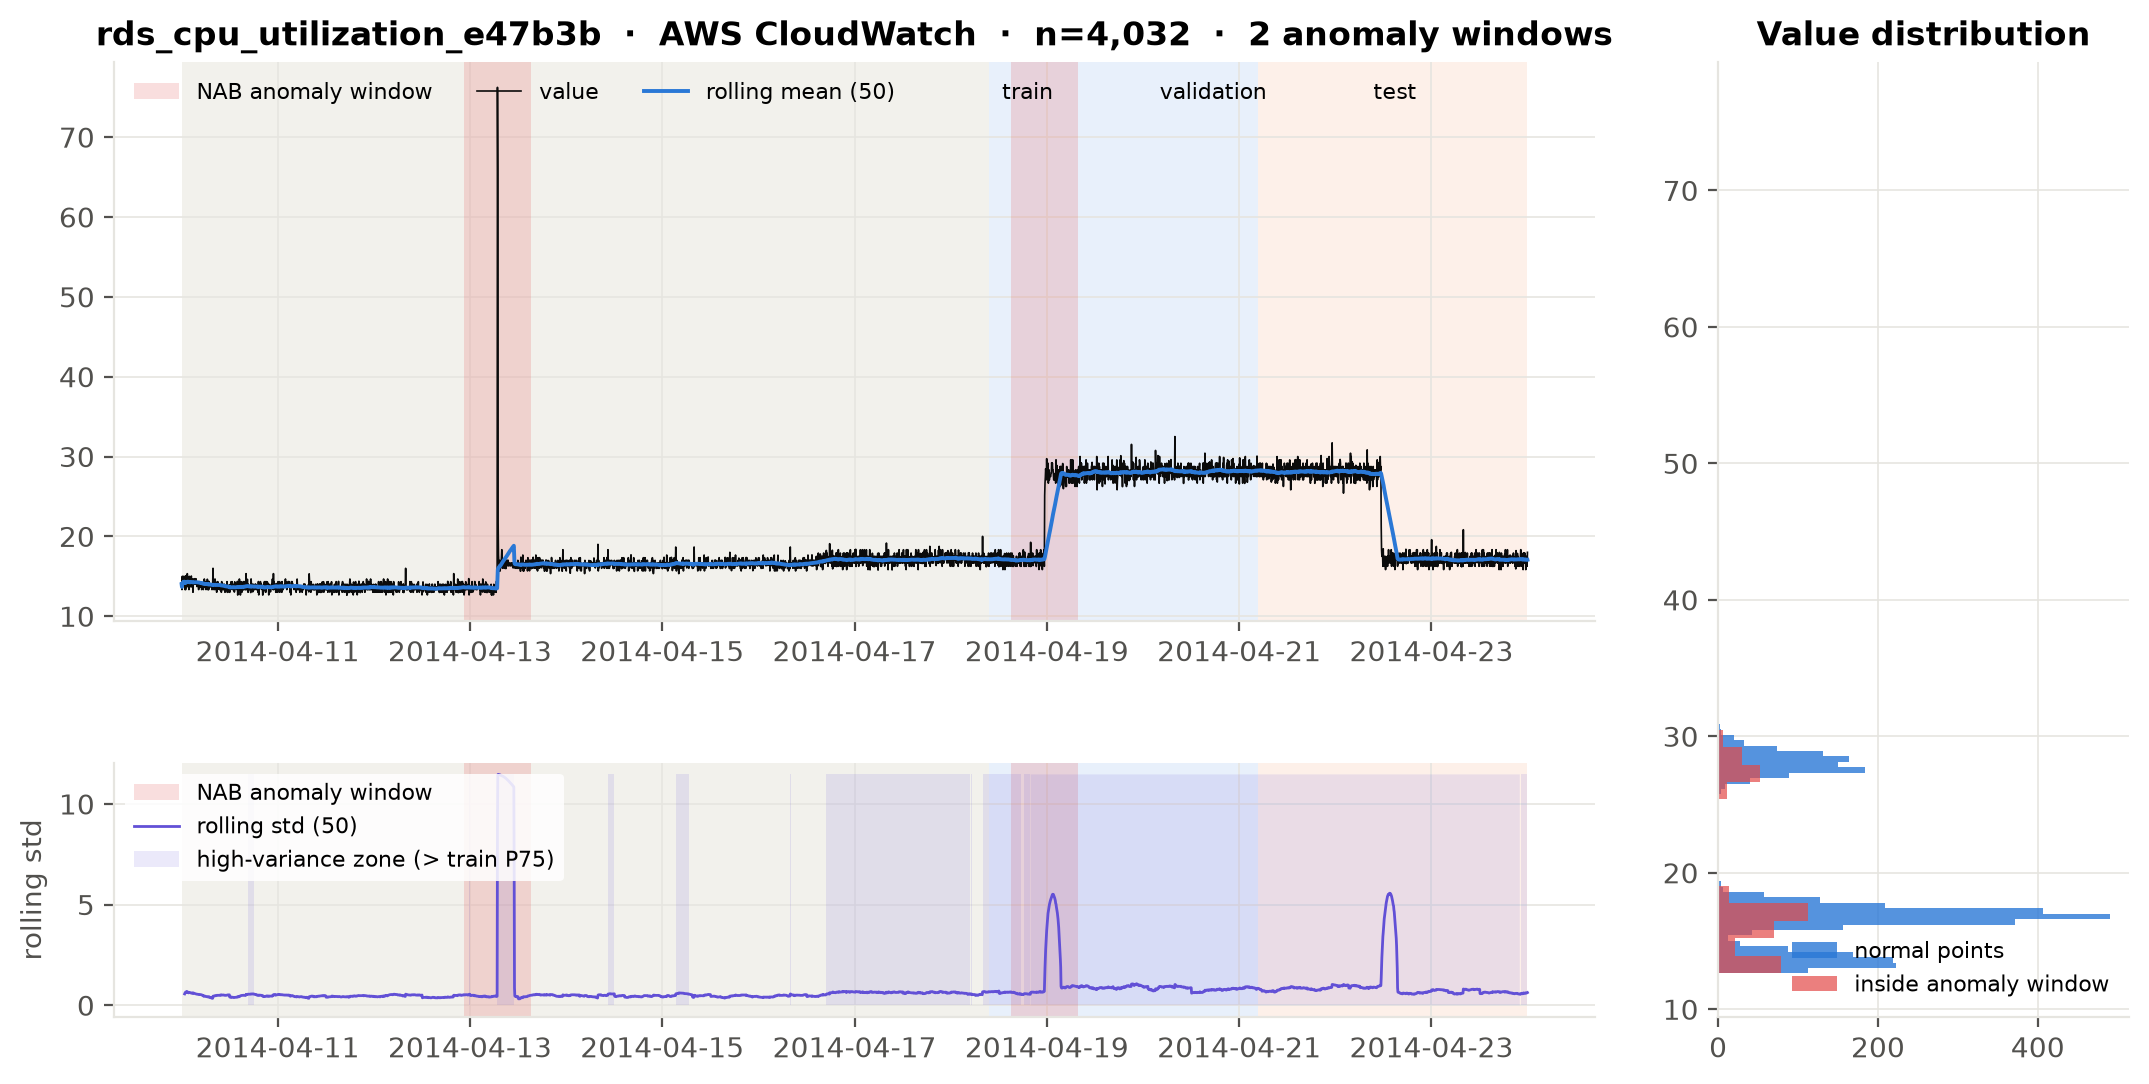 rds_cpu_utilization_e47b3b · AWS CloudWatch · n=4,032 · 2 anomaly windows
NAB anomaly window
value
rolling mean (50)
train
validation
test
70
60
50
40
30
20
10
2014-04-11
2014-04-13
2014-04-15
2014-04-17
2014-04-19
2014-04-21
2014-04-23
rolling std
NAB anomaly window
rolling std (50)
high-variance zone (> train P75)
10
5
0
2014-04-11
2014-04-13
2014-04-15
2014-04-17
2014-04-19
2014-04-21
2014-04-23
Value distribution
70
60
50
40
30
20
10
normal points
inside anomaly window
0
200
400